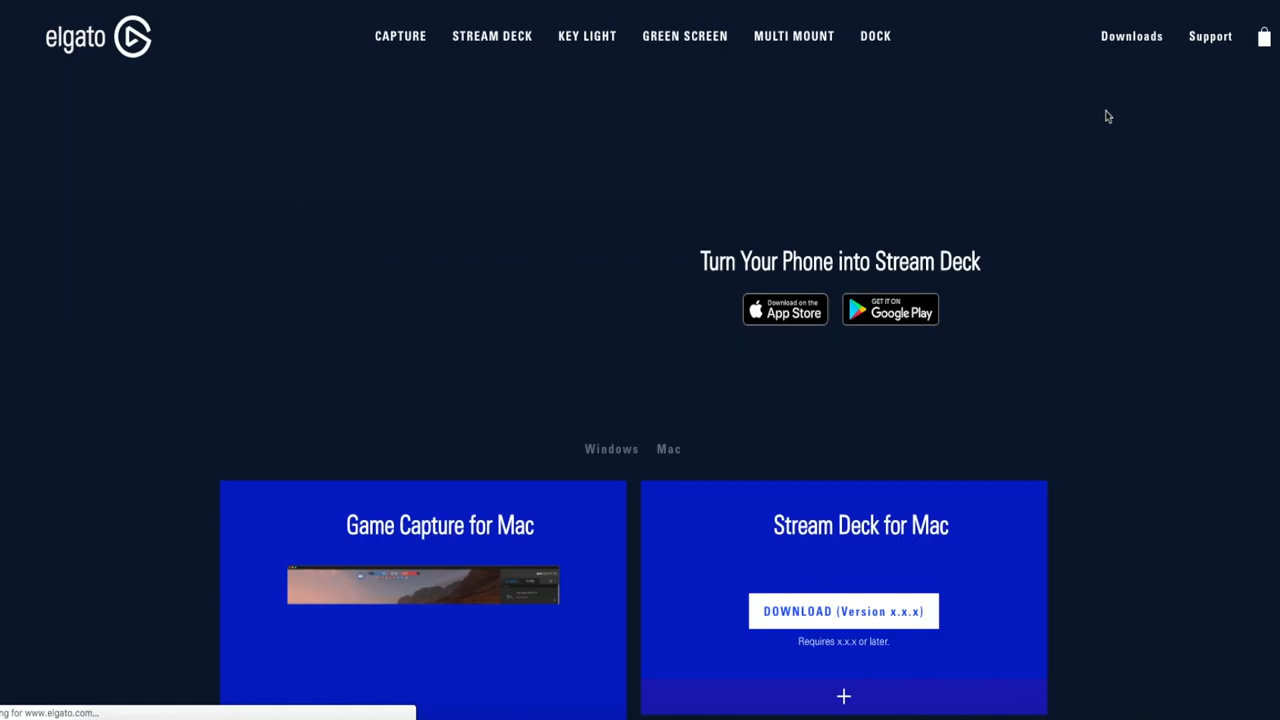 elgato
CAPTURE STREAM DECK KEY LIGHT GREEN SCREEN MULTI MOUNT DOCK
Downloads Support
Turn Your Phone into Stream Deck
Download on the
App Store
GET IT ON
Google Play
Windows Mac
Game Capture for Mac
Stream Deck for Mac
DOWNLOAD (Version x.x.x)
Requires x.x.x or later.
+
ng for www.elgato.com...